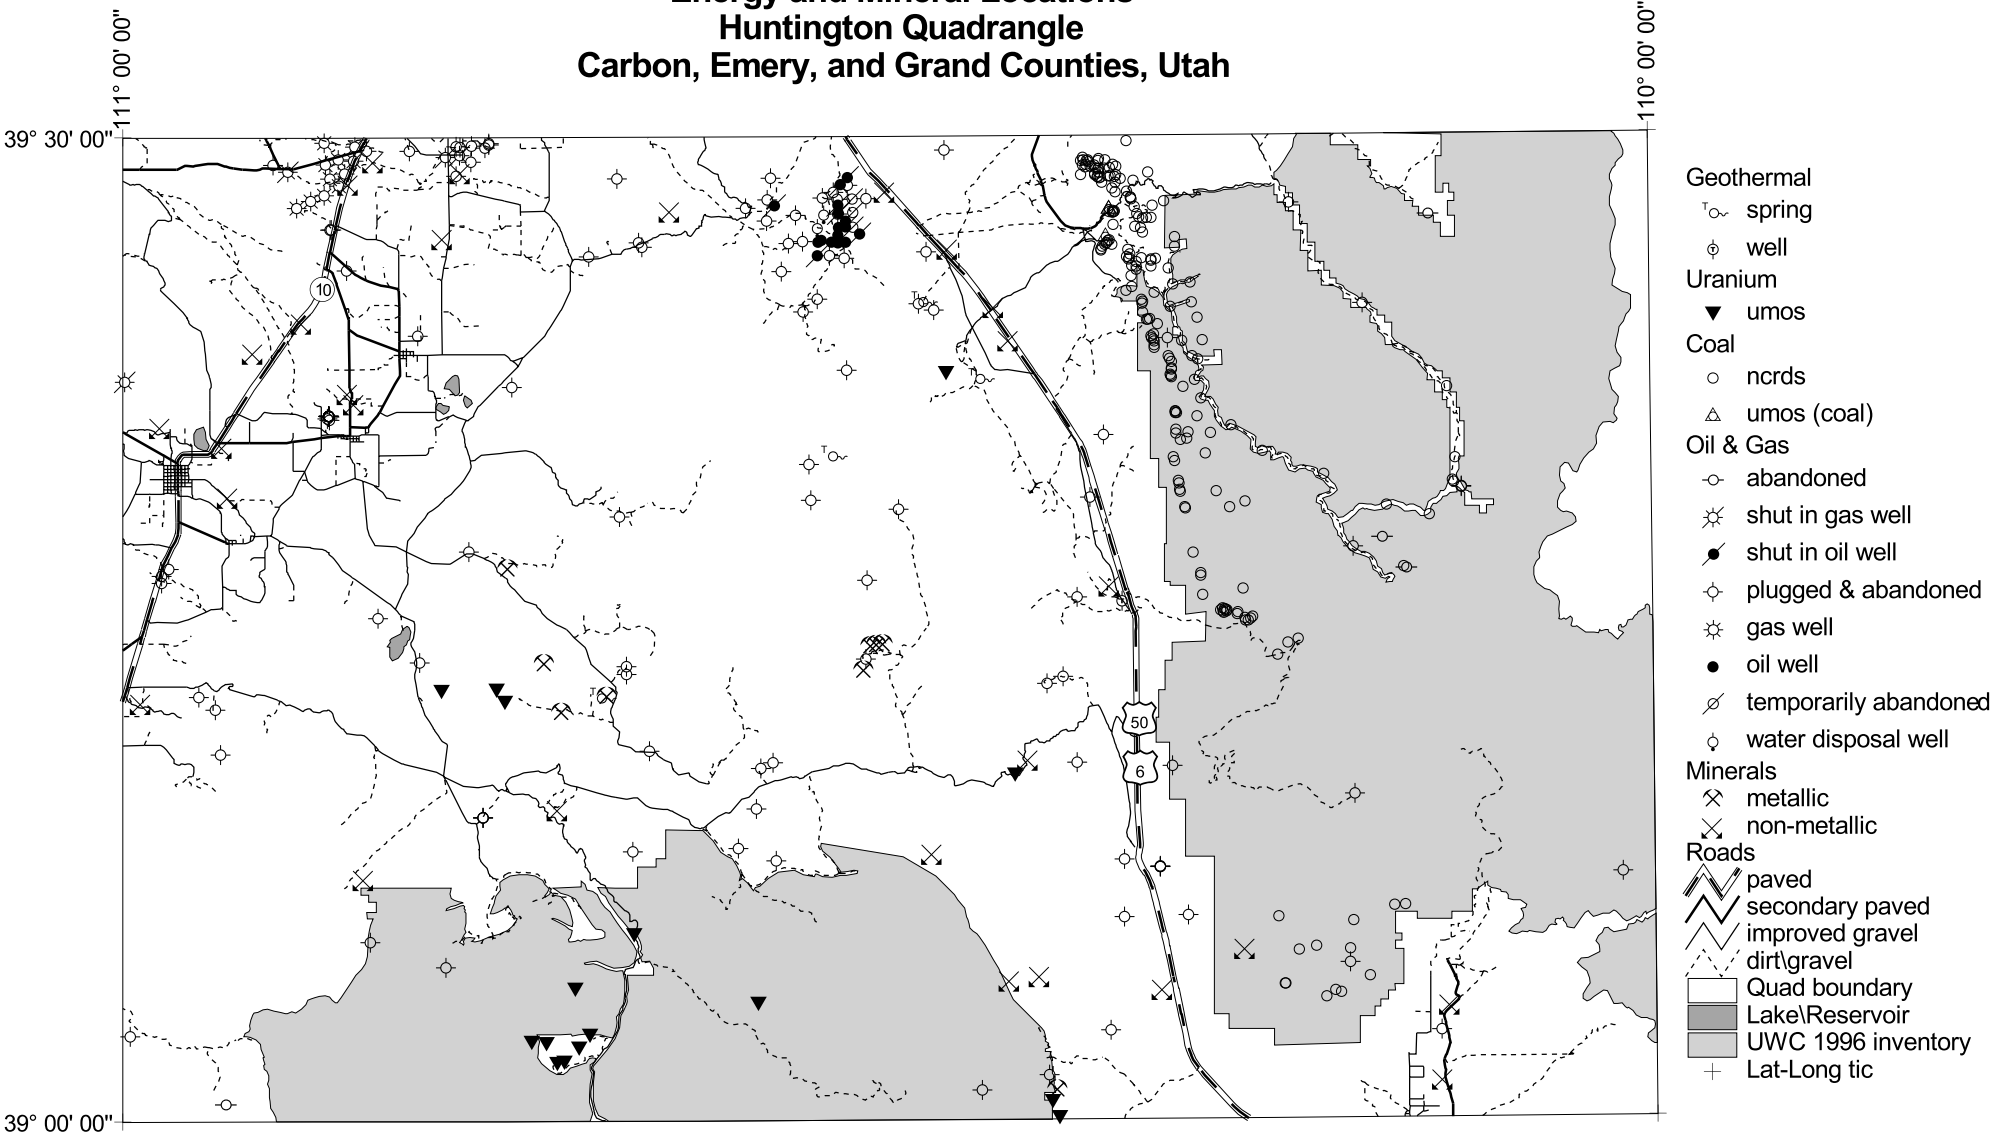 Energy and Mineral Locations
Huntington Quadrangle
Carbon, Emery, and Grand Counties, Utah
111° 00' 00"
110° 00' 00"
39° 30' 00"
39° 00' 00"
10
50
6
T
T
T
T
Geothermal
T spring
T well
Uranium
umos
Coal
ncrds
umos (coal)
Oil & Gas
abandoned
shut in gas well
shut in oil well
plugged & abandoned
gas well
oil well
temporarily abandoned
water disposal well
Minerals
metallic
non-metallic
Roads
paved
secondary paved
improved gravel
dirt\gravel
Quad boundary
Lake\Reservoir
UWC 1996 inventory
Lat-Long tic